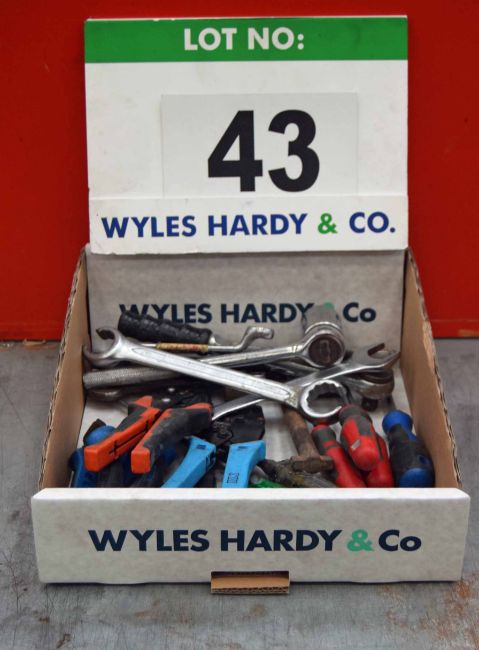 LOT NO:
43
WYLES HARDY & CO.
WYLES HARDY & Co
WYLES HARDY & Co